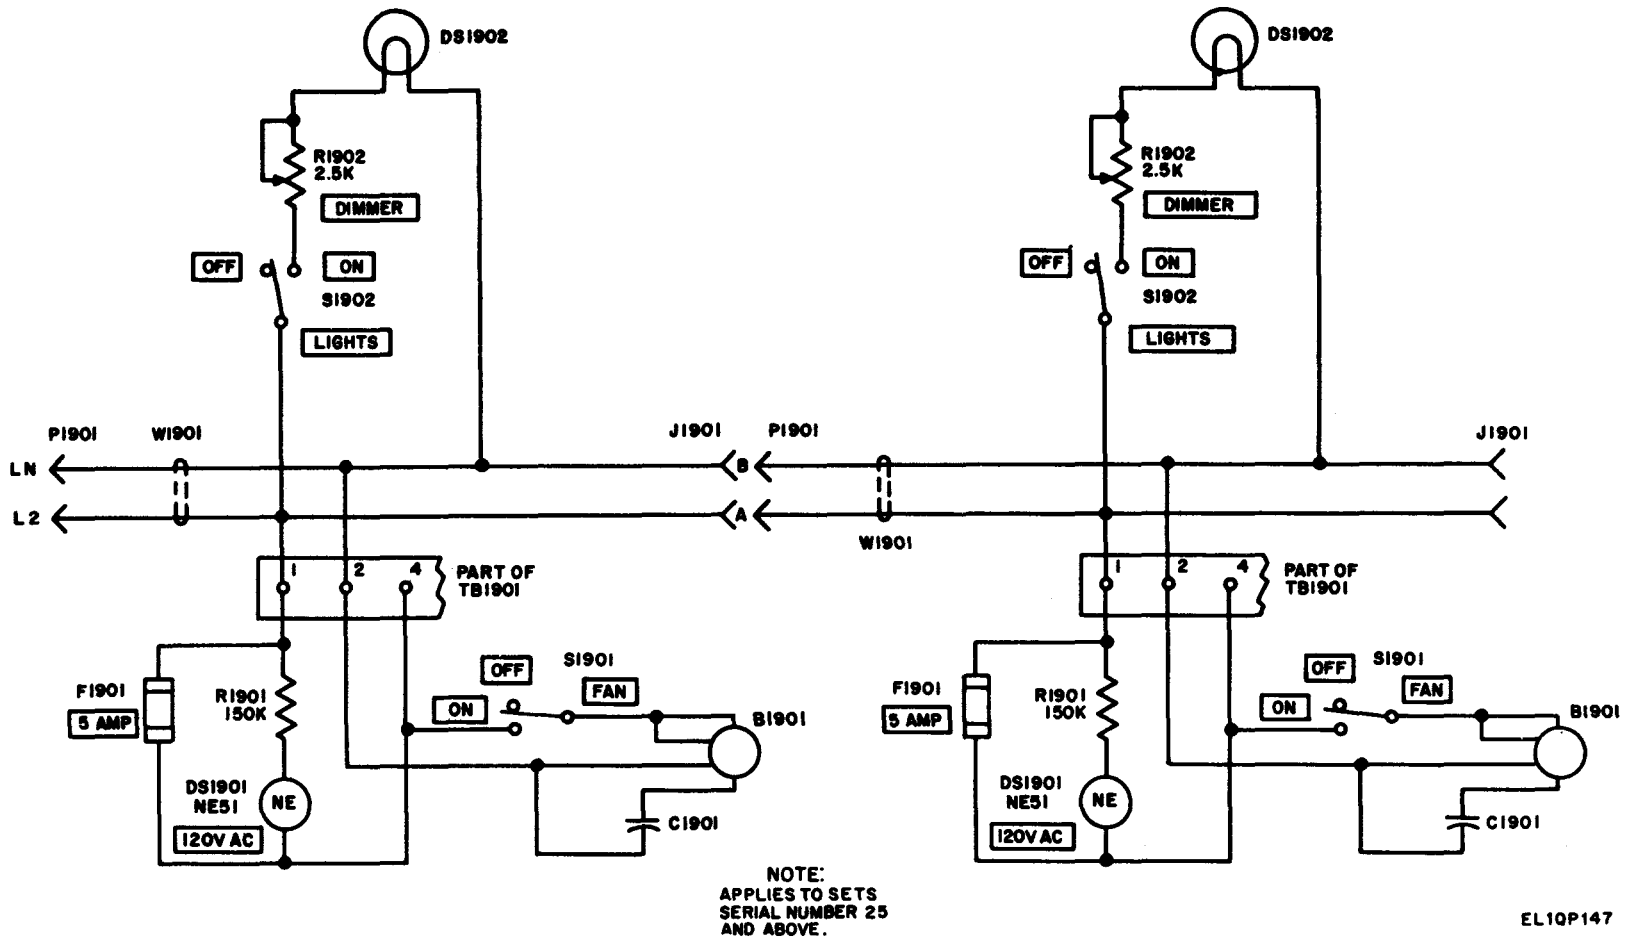 DS1902
DS1902
R1902
2.5K
DIMMER
R1902
2.5K
DIMMER
OFF
ON
S1902
LIGHTS
OFF
ON
S1902
LIGHTS
P1901
W1901
J1901
P1901
J1901
LN
B
L2
A
W1901
1
2
4
PART OF
TB1901
1
2
4
PART OF
TB1901
F1901
5 AMP
R1901
150K
OFF
S1901
FAN
ON
B1901
DS1901
NE51
NE
120V AC
C1901
F1901
5 AMP
R1901
150K
OFF
S1901
FAN
ON
B1901
DS1901
NE51
NE
120V AC
C1901
NOTE:
APPLIES TO SETS
SERIAL NUMBER 25
AND ABOVE.
EL1QP147